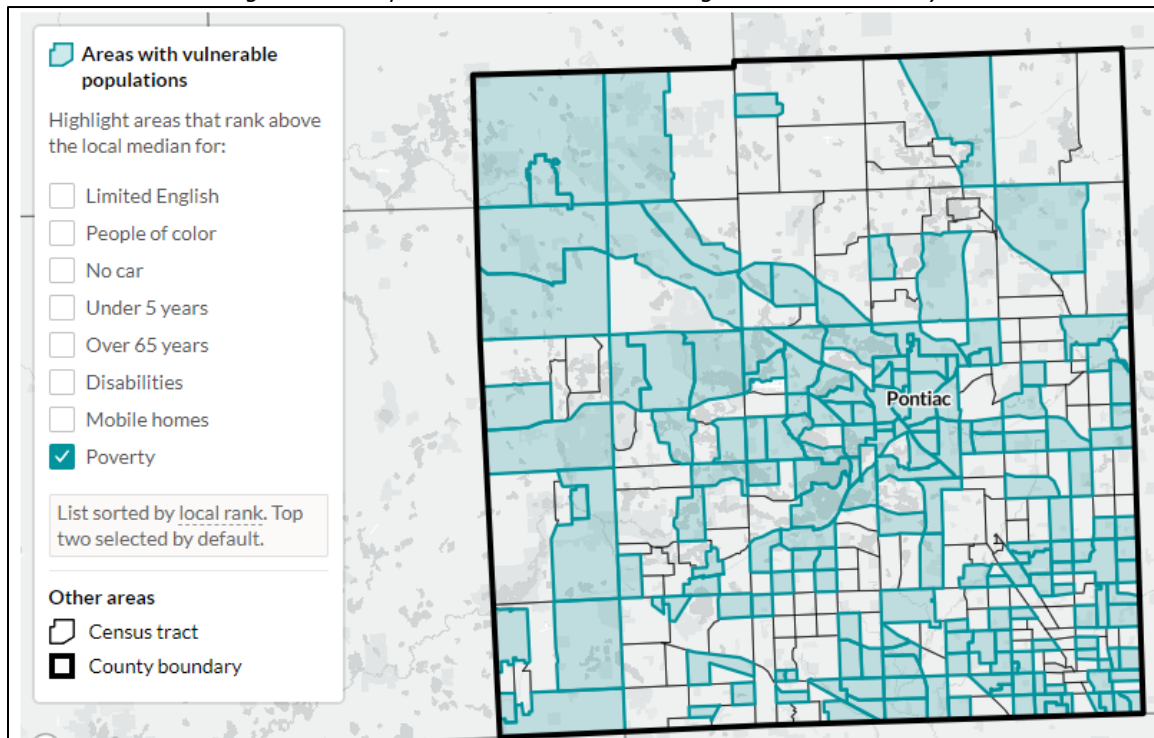 Areas with vulnerable
populations
Highlight areas that rank above
the local median for:
Limited English
People of color
No car
Under 5 years
Over 65 years
Disabilities
Mobile homes
Poverty
List sorted by local rank. Top
two selected by default.
Other areas
Census tract
County boundary
Pontiac